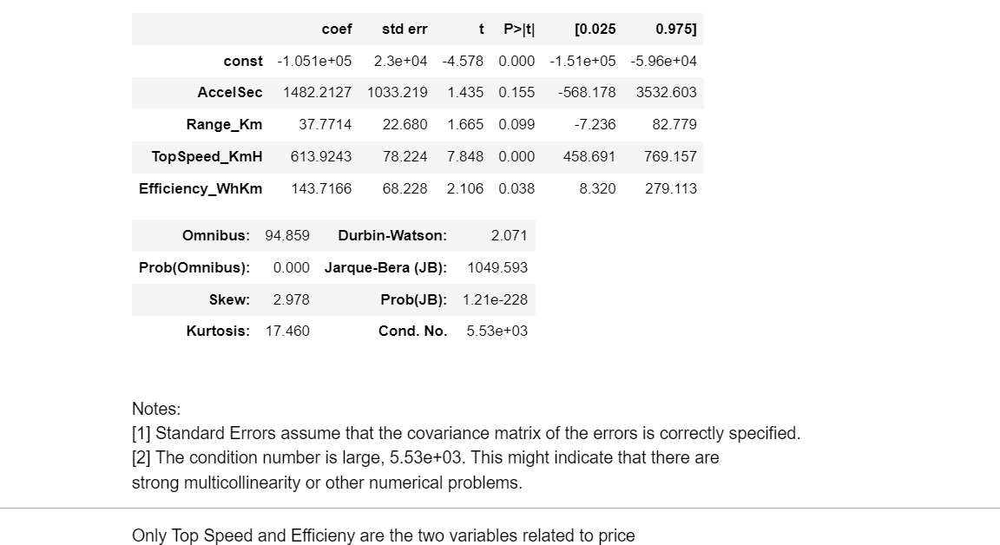 coef std err t P>|t| [0.025 0.975]
const -1.051e+05 2.3e+04 -4.578 0.000 -1.51e+05 -5.96e+04
AccelSec 1482.2127 1033.219 1.435 0.155 -568.178 3532.603
Range_Km 37.7714 22.680 1.665 0.099 -7.236 82.779
TopSpeed_KmH 613.9243 78.224 7.848 0.000 458.691 769.157
Efficiency_WhKm 143.7166 68.228 2.106 0.038 8.320 279.113
Omnibus: 94.859 Durbin-Watson: 2.071
Prob(Omnibus): 0.000 Jarque-Bera (JB): 1049.593
Skew: 2.978 Prob(JB): 1.21e-228
Kurtosis: 17.460 Cond. No. 5.53e+03
Notes:
[1] Standard Errors assume that the covariance matrix of the errors is correctly specified.
[2] The condition number is large, 5.53e+03. This might indicate that there are
strong multicollinearity or other numerical problems.
Only Top Speed and Efficieny are the two variables related to price